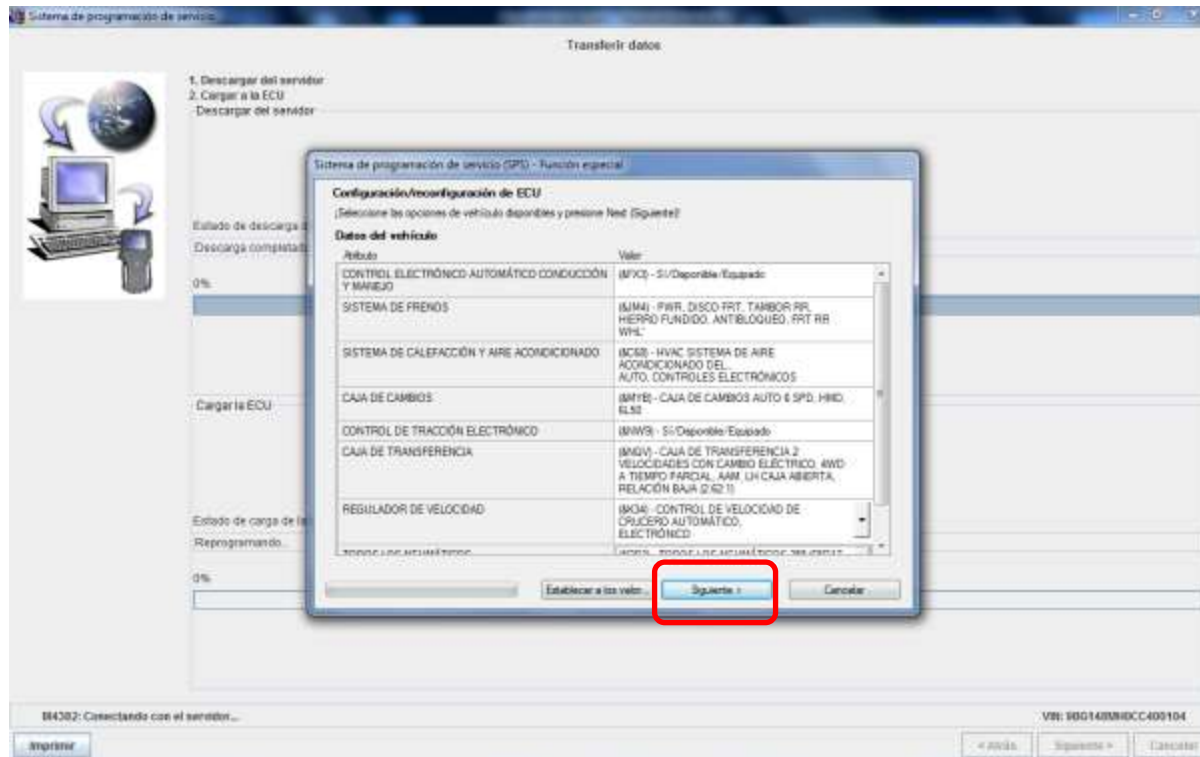 Sistema de programación de servicio
Transferir datos
1. Descargar del servidor
2. Cargar a la ECU
Descargar del servidor
Estado de descarga
Descarga completada
0%
Cargar la ECU
Estado de carga de la
Reprogramando...
0%
Sistema de programación de servicio (SPS) - Función especial
Configuración/reconfiguración de ECU
¡Seleccione las opciones de vehículo disponibles y presione Next (Siguiente)!
Datos del vehículo
Atributo Valor
CONTROL ELECTRÓNICO AUTOMÁTICO CONDUCCIÓN
Y MANEJO
- Sí/Disponible/Equipado
SISTEMA DE FRENOS
(&JM4) - PWR, DISCO FRT, TAMBOR RR,
HIERRO FUNDIDO, ANTIBLOQUEO, FRT RR
WHL"
SISTEMA DE CALEFACCIÓN Y AIRE ACONDICIONADO
- HVAC SISTEMA DE AIRE
ACONDICIONADO DEL.
AUTO, CONTROLES ELECTRÓNICOS
CAJA DE CAMBIOS
(&MYB) - CAJA DE CAMBIOS AUTO 6 SPD, HMD,
6L50
CONTROL DE TRACCIÓN ELECTRÓNICO
(&NW9) - Sí/Disponible/Equipado
CAJA DE TRANSFERENCIA
(&NQV) - CAJA DE TRANSFERENCIA 2
VELOCIDADES CON CAMBIO ELÉCTRICO, 4WD
A TIEMPO PARCIAL, AAM, LH CAJA ABIERTA,
RELACIÓN BAJA (2.62:1)
REGULADOR DE VELOCIDAD
(&K34) - CONTROL DE VELOCIDAD DE
CRUCERO AUTOMÁTICO,
ELECTRÓNICO
TODOS LOS NEUMÁTICOS
TODOS LOS NEUMÁTICOS
Establecer a los valor...
Siguiente >
Cancelar
Conectando con el servidor...
VIN:
Imprimir
< Atrás
Siguiente >
Cancelar